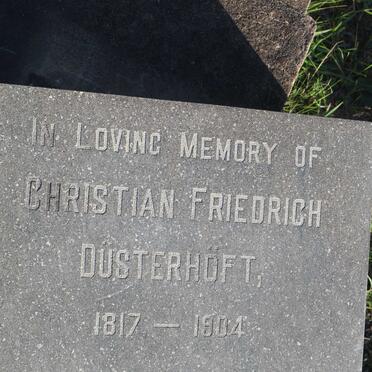 IN LOVING MEMORY OF
CHRISTIAN FRIEDRICH
DÜSTERHÖFT,
1817 — 1904